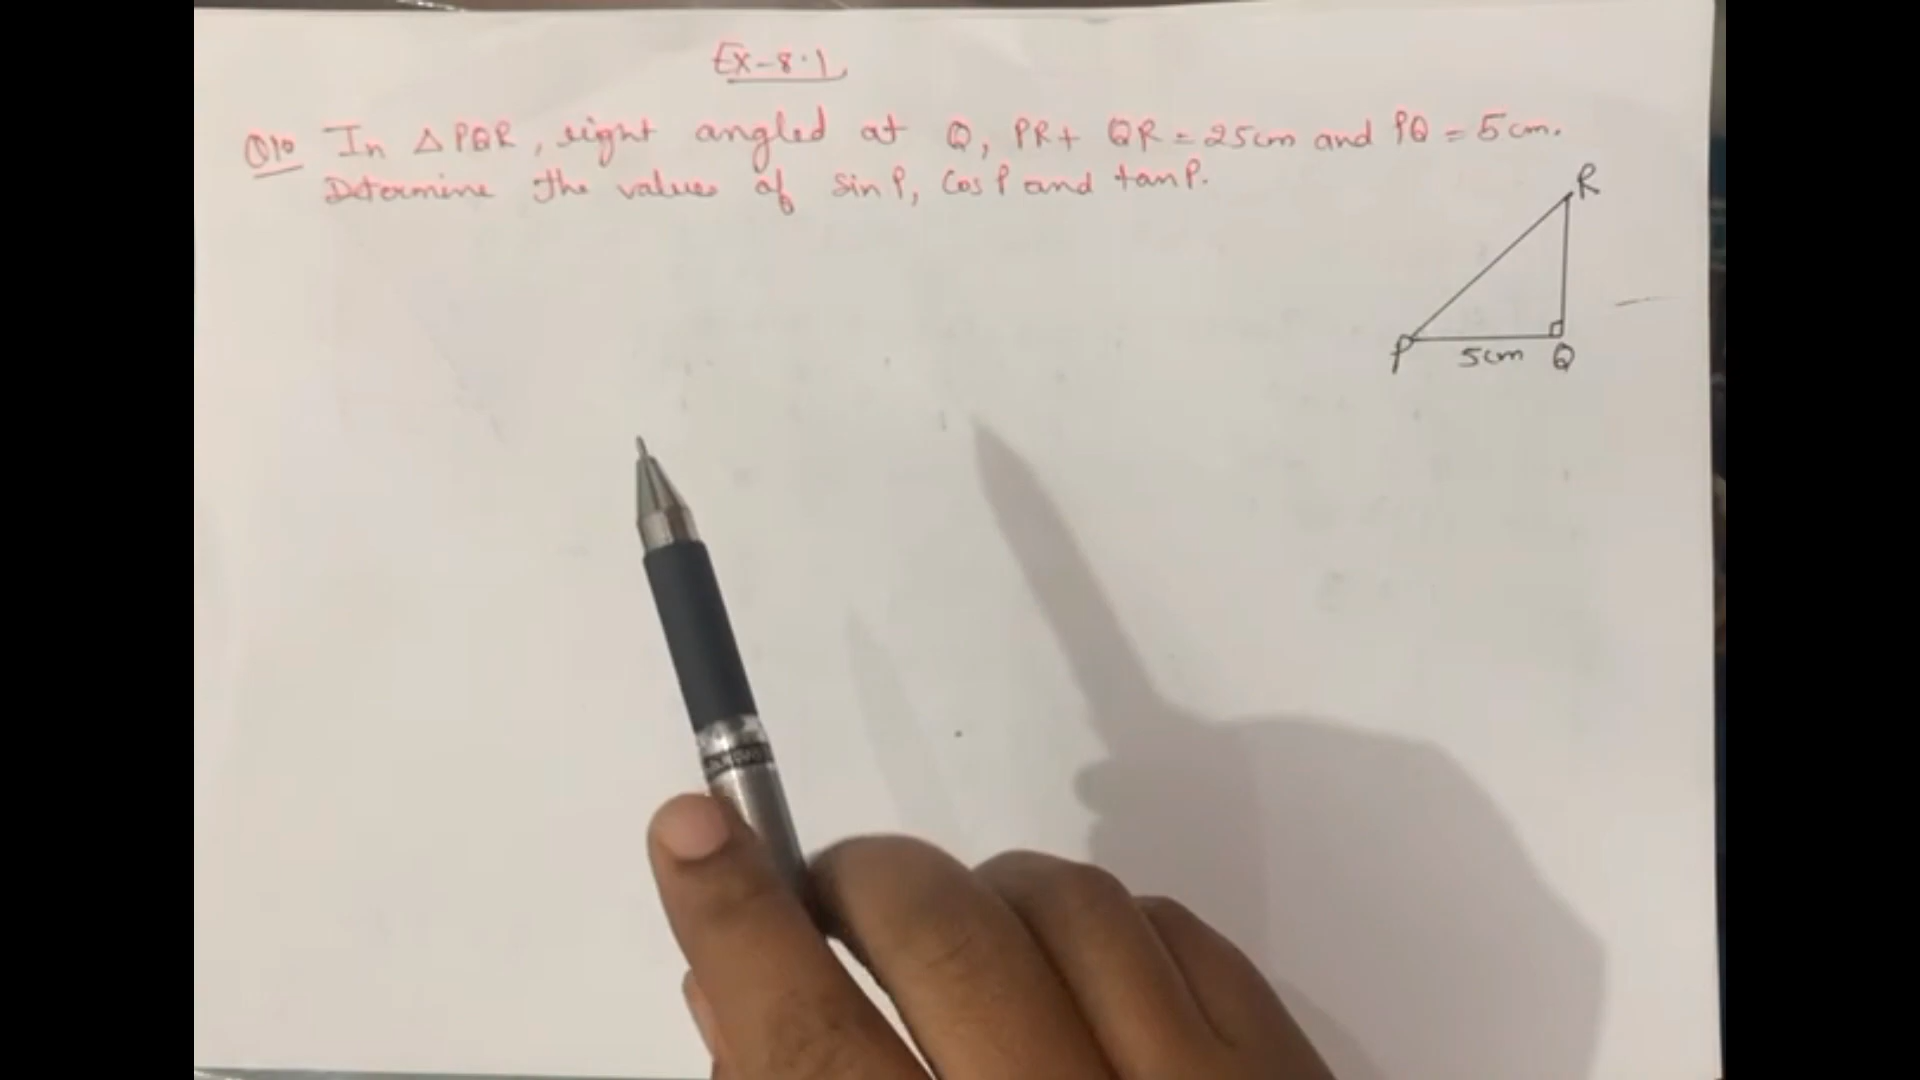 Ex-8.1
Q10 In △PQR, right angled at Q, PR+ QR = 25cm and PQ = 5cm.
Determine the values of sin P, Cos P and tan P.
R
P 5cm Q